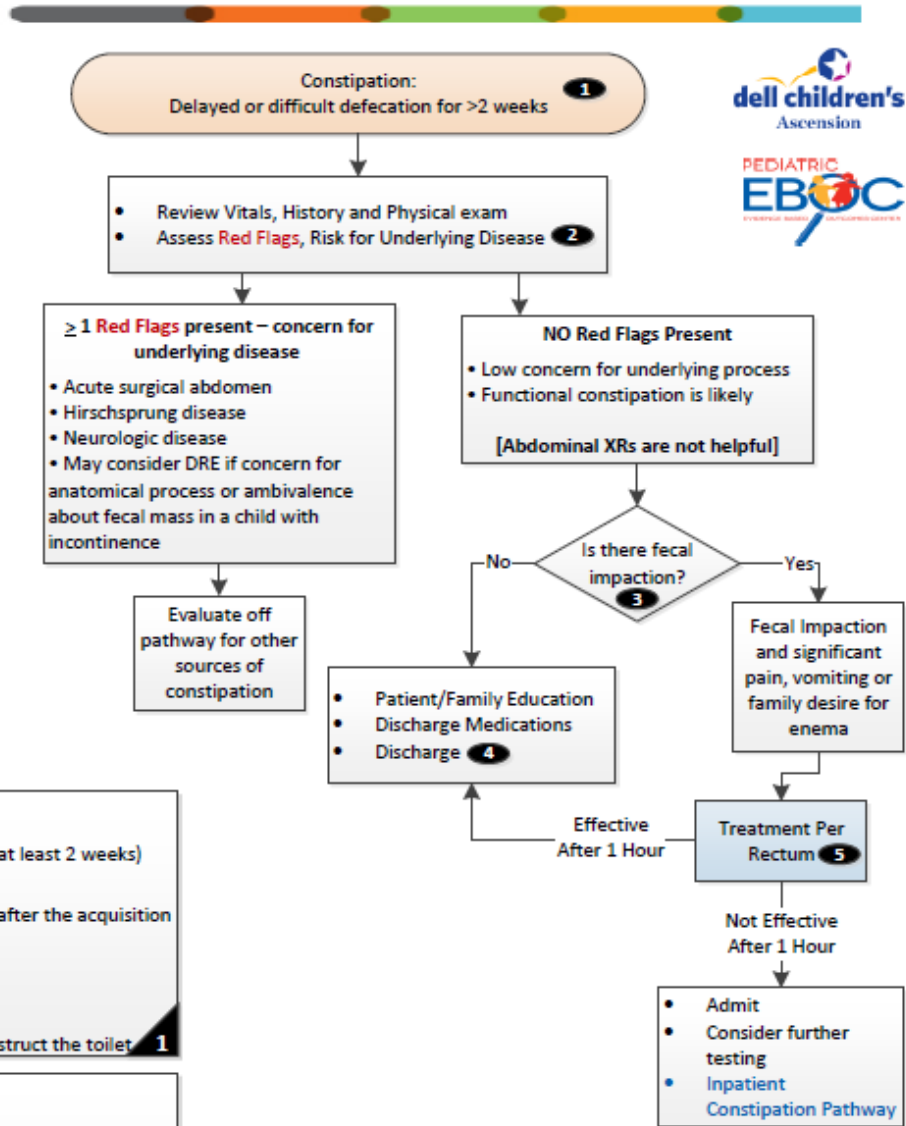 Constipation:
Delayed or difficult defecation for >2 weeks
1
dell children's
Ascension
PEDIATRIC
EBOC
EVIDENCE-BASED OUTCOMES CENTER
• Review Vitals, History and Physical exam
• Assess Red Flags, Risk for Underlying Disease 2
≥ 1 Red Flags present – concern for
underlying disease
• Acute surgical abdomen
• Hirschsprung disease
• Neurologic disease
• May consider DRE if concern for
anatomical process or ambivalence
about fecal mass in a child with
incontinence
NO Red Flags Present
• Low concern for underlying process
• Functional constipation is likely
[Abdominal XRs are not helpful]
Evaluate off
pathway for other
sources of
constipation
Is there fecal
impaction?
3
No
Yes
Fecal Impaction
and significant
pain, vomiting or
family desire for
enema
• Patient/Family Education
• Discharge Medications
• Discharge 4
Effective
After 1 Hour
Treatment Per
Rectum 5
Not Effective
After 1 Hour
• Admit
• Consider further
testing
• Inpatient
Constipation Pathway
at least 2 weeks)
after the acquisition
struct the toilet
1